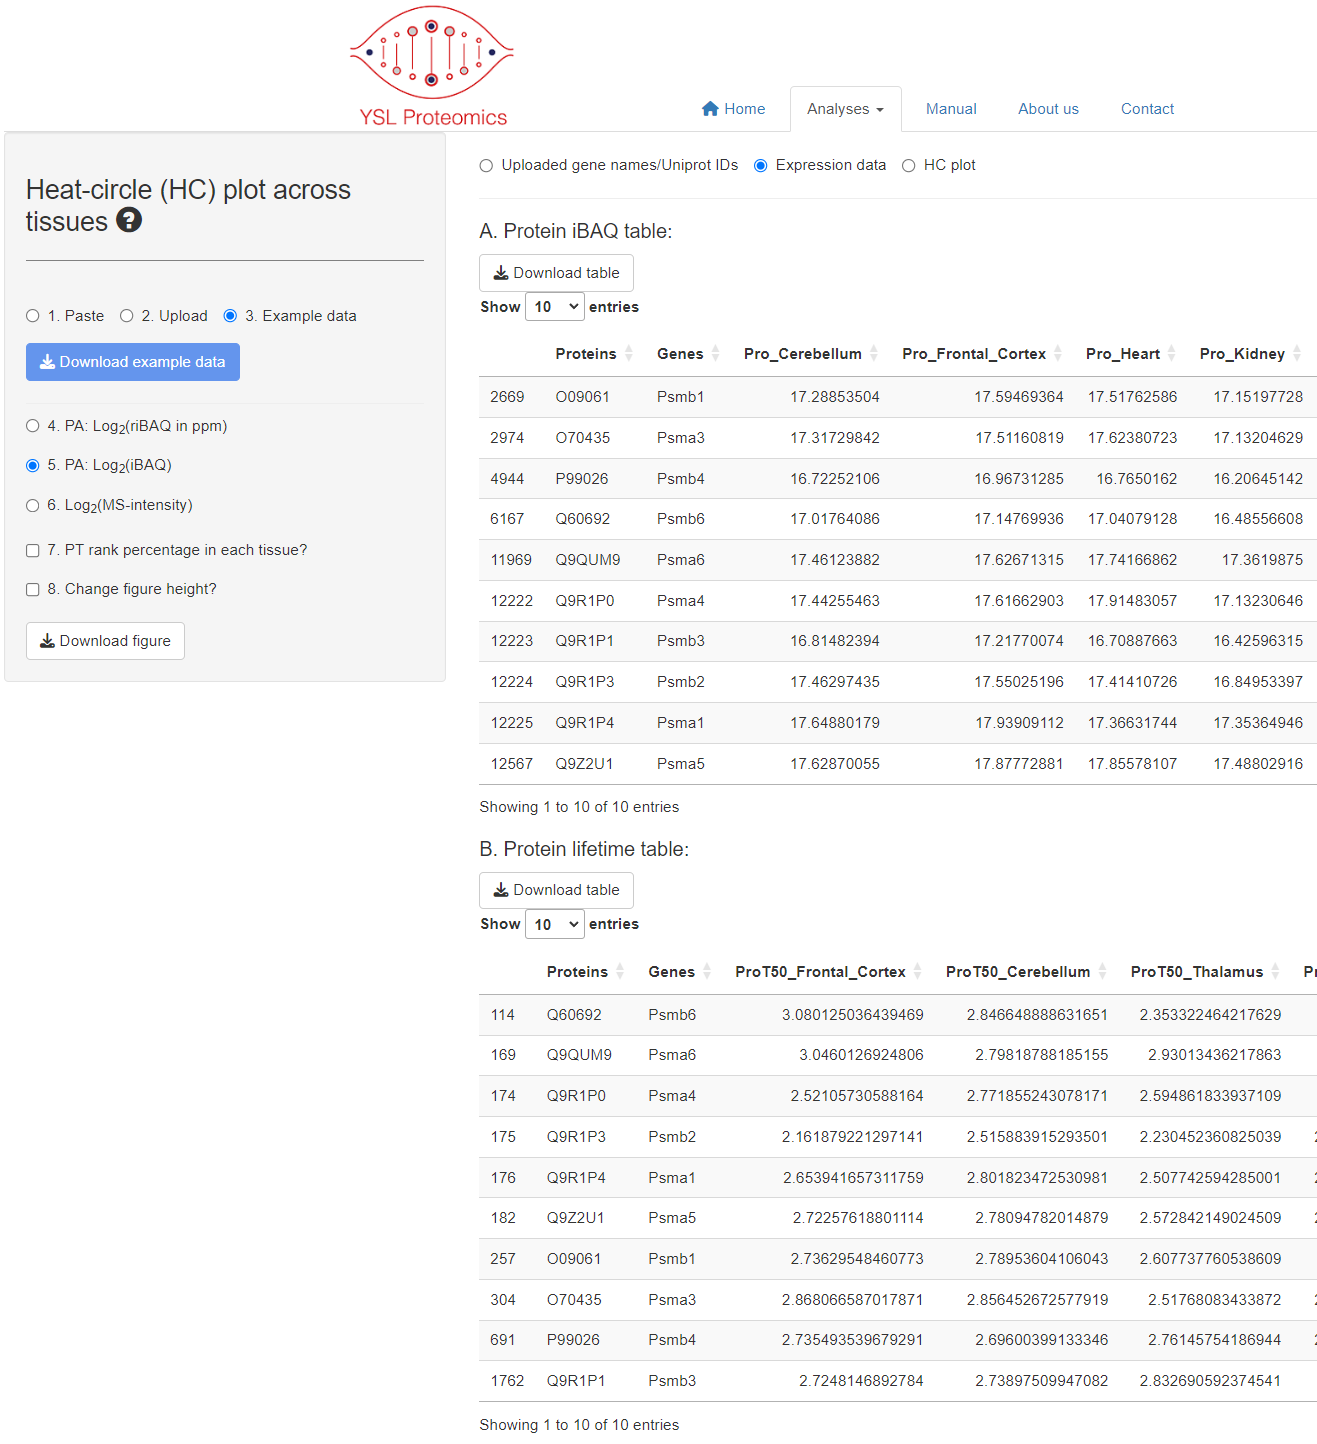 YSL Proteomics
Home Analyses Manual About us Contact
Heat-circle (HC) plot across
tissues ?
1. Paste 2. Upload 3. Example data
Download example data
4. PA: Log2(riBAQ in ppm)
5. PA: Log2(iBAQ)
6. Log2(MS-intensity)
7. PT rank percentage in each tissue?
8. Change figure height?
Download figure
Uploaded gene names/Uniprot IDs Expression data HC plot
A. Protein iBAQ table:
Download table
Show 10 entries
Proteins Genes Pro_Cerebellum Pro_Frontal_Cortex Pro_Heart Pro_Kidney
2669 O09061 Psmb1 17.28853504 17.59469364 17.51762586 17.15197728
2974 O70435 Psma3 17.31729842 17.51160819 17.62380723 17.13204629
4944 P99026 Psmb4 16.72252106 16.96731285 16.7650162 16.20645142
6167 Q60692 Psmb6 17.01764086 17.14769936 17.04079128 16.48556608
11969 Q9QUM9 Psma6 17.46123882 17.62671315 17.74166862 17.3619875
12222 Q9R1P0 Psma4 17.44255463 17.61662903 17.91483057 17.13230646
12223 Q9R1P1 Psmb3 16.81482394 17.21770074 16.70887663 16.42596315
12224 Q9R1P3 Psmb2 17.46297435 17.55025196 17.41410726 16.84953397
12225 Q9R1P4 Psma1 17.64880179 17.93909112 17.36631744 17.35364946
12567 Q9Z2U1 Psma5 17.62870055 17.87772881 17.85578107 17.48802916
Showing 1 to 10 of 10 entries
B. Protein lifetime table:
Download table
Show 10 entries
Proteins Genes ProT50_Frontal_Cortex ProT50_Cerebellum ProT50_Thalamus
114 Q60692 Psmb6 3.080125036439469 2.846648888631651 2.353322464217629
169 Q9QUM9 Psma6 3.0460126924806 2.79818788185155 2.93013436217863
174 Q9R1P0 Psma4 2.52105730588164 2.771855243078171 2.594861833937109
175 Q9R1P3 Psmb2 2.161879221297141 2.515883915293501 2.230452360825039
176 Q9R1P4 Psma1 2.653941657311759 2.801823472530981 2.507742594285001
182 Q9Z2U1 Psma5 2.72257618801114 2.78094782014879 2.572842149024509
257 O09061 Psmb1 2.73629548460773 2.78953604106043 2.607737760538609
304 O70435 Psma3 2.868066587017871 2.856452672577919 2.51768083433872
691 P99026 Psmb4 2.735493539679291 2.69600399133346 2.76145754186944
1762 Q9R1P1 Psmb3 2.7248146892784 2.73897509947082 2.832690592374541
Showing 1 to 10 of 10 entries